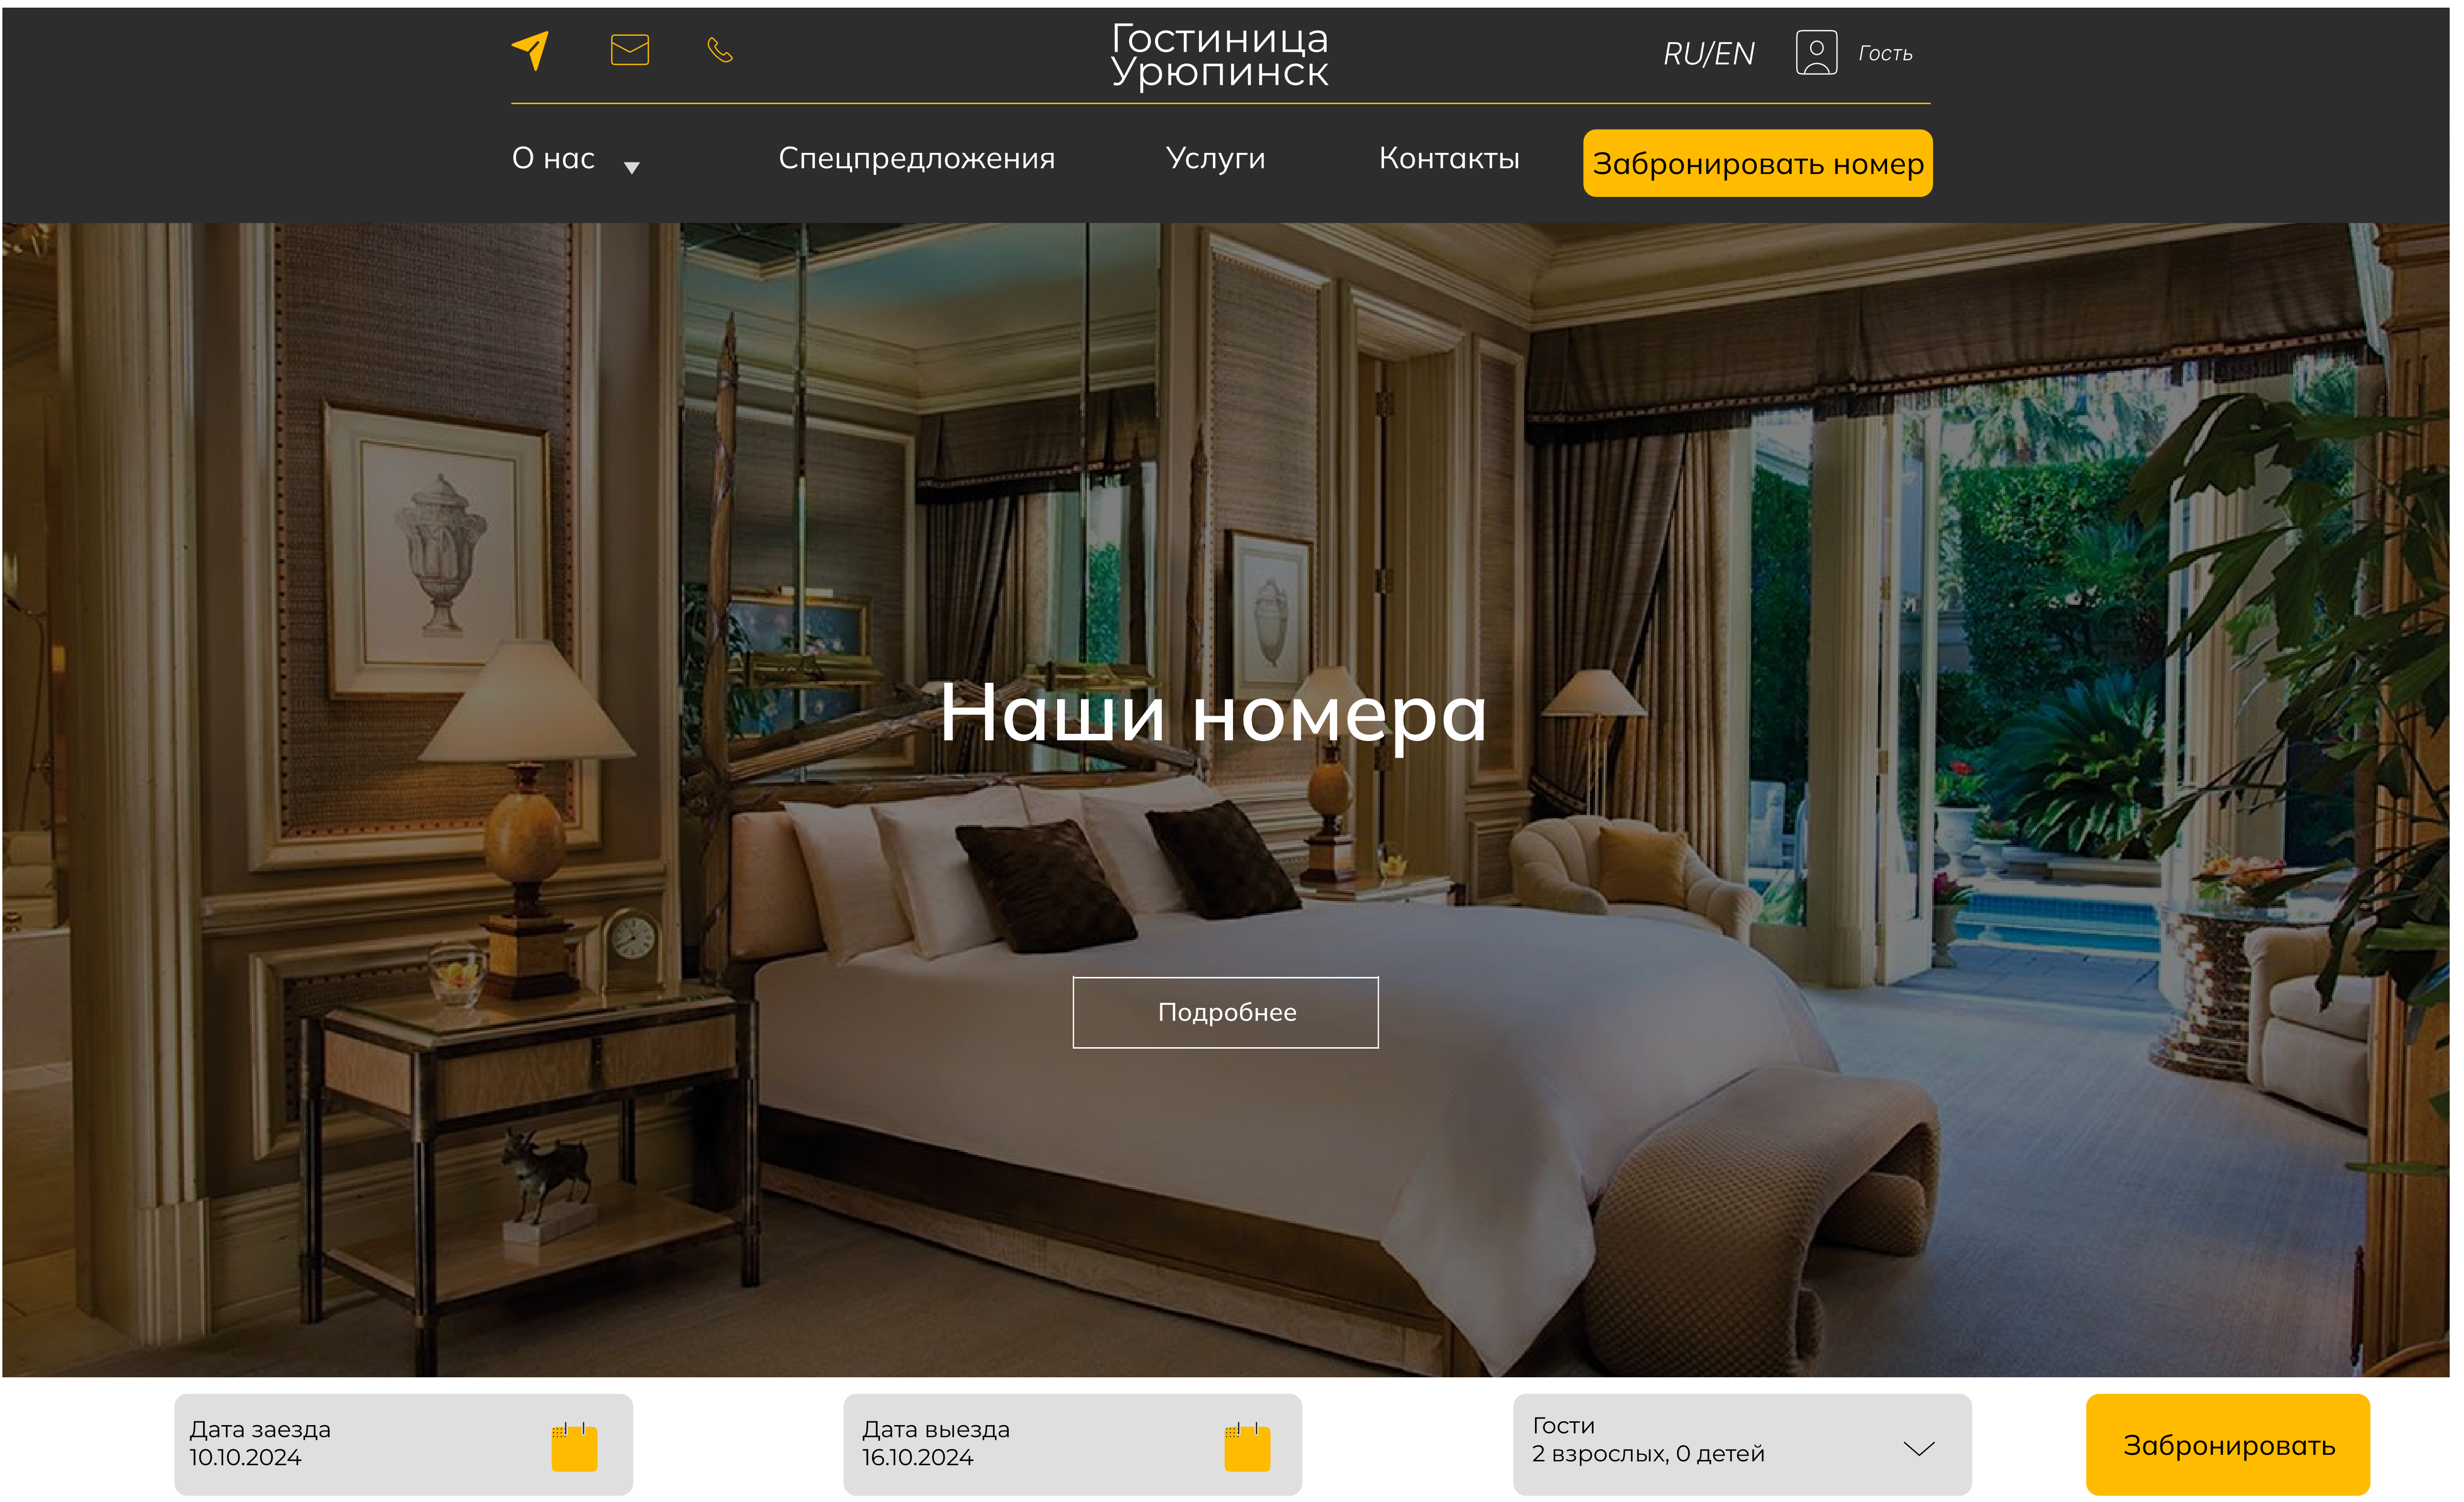 Гостиница
Урюпинск
RU/EN
Гость
О нас
Спецпредложения
Услуги
Контакты
Забронировать номер
Наши номера
Подробнее
Дата заезда
10.10.2024
Дата выезда
16.10.2024
Гости
2 взрослых, 0 детей
Забронировать